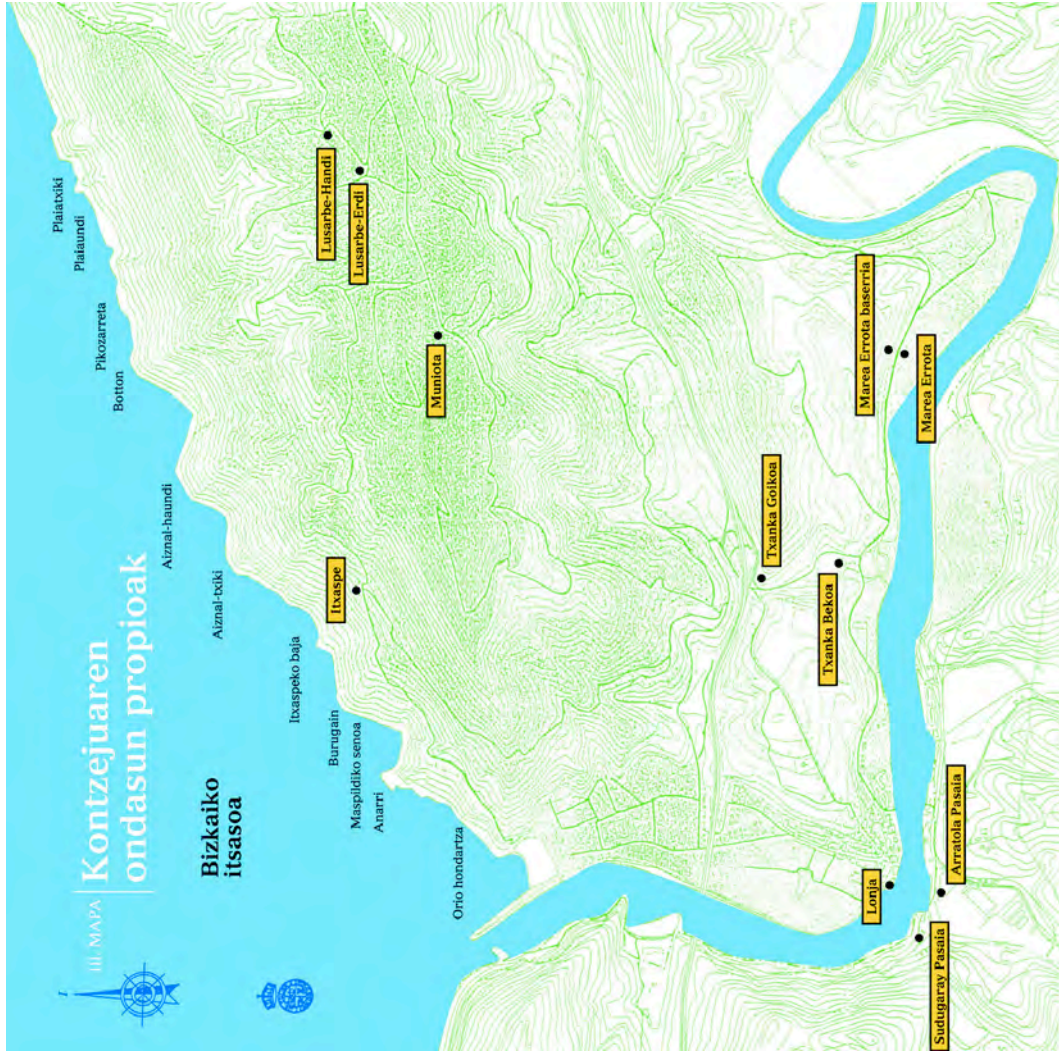 I
III. MAPA
Kontzejuaren
ondasun propioak
Bizkaiko
itsasoa
Plaiatxiki
Plaiaundi
Pikozarreta
Botton
Aiznal-haundi
Aiznal-txiki
Itxaspeko baja
Burugain
Maspildiko senoa
Anarri
Orio hondartza
Lusarbe-Handi
Lusarbe-Erdi
Muniota
Itxaspe
Txanka Goikoa
Txanka Bekoa
Marea Errota baserria
Marea Errota
Lonja
Sudugaray Pasaia
Arratola Pasaia